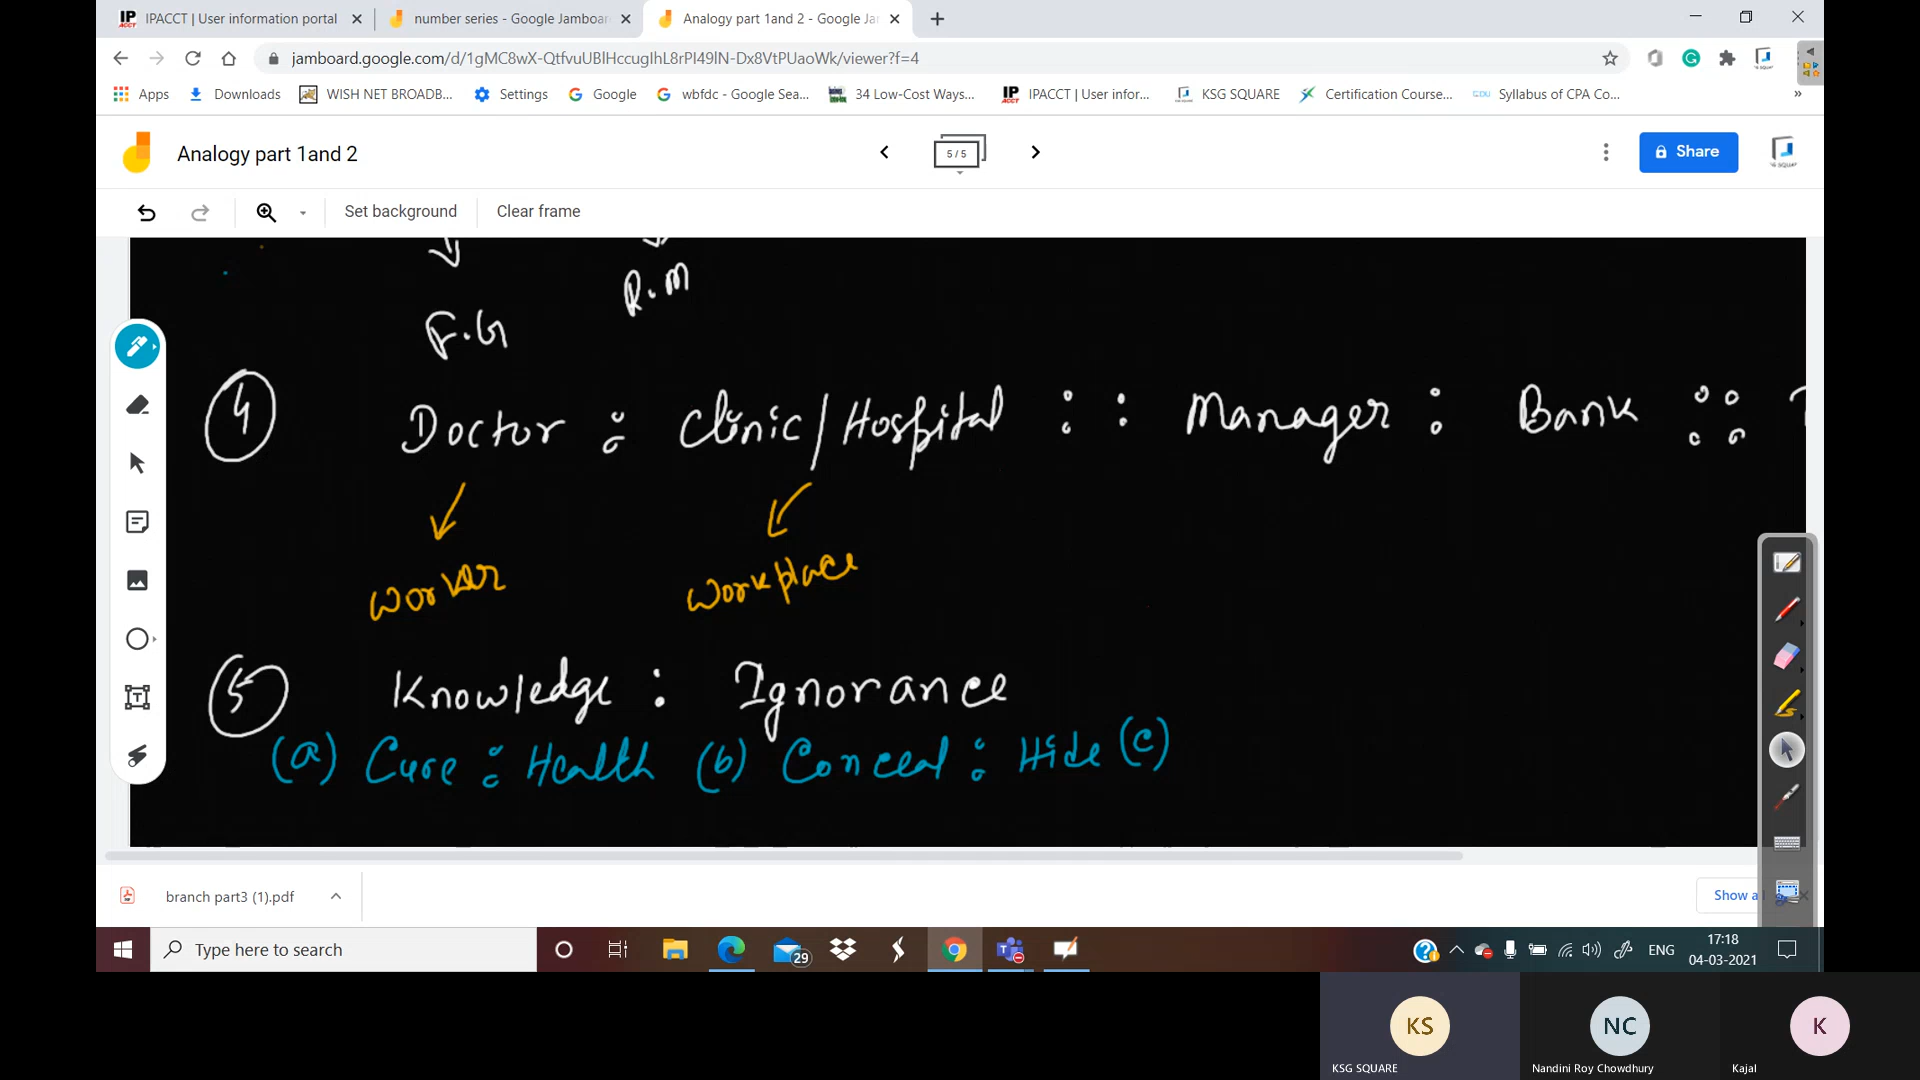 IPACCT | User information portal
number series - Google Jamboar
Analogy part 1and 2 - Google Jar
jamboard.google.com/d/1gMC8wX-QtfvuUBlHccugIhL8rPI49lN-Dx8VtPUaoWk/viewer?f=4
Apps Downloads WISH NET BROADB... Settings Google wbfdc - Google Sea... 34 Low-Cost Ways... IPACCT | User infor... KSG SQUARE Certification Course... Syllabus of CPA Co... »
Analogy part 1and 2
5 / 5
Share
Set background Clear frame
R.M
F.G
4 Doctor : Clinic/Hospital :: Manager : Bank ::
Worker Workplace
5 Knowledge : Ignorance
(a) Cure : Health (b) Conceal : Hide (c)
branch part3 (1).pdf
Show a
Type here to search
29
ENG
17:18
04-03-2021
KS NC K
KSG SQUARE Nandini Roy Chowdhury Kajal